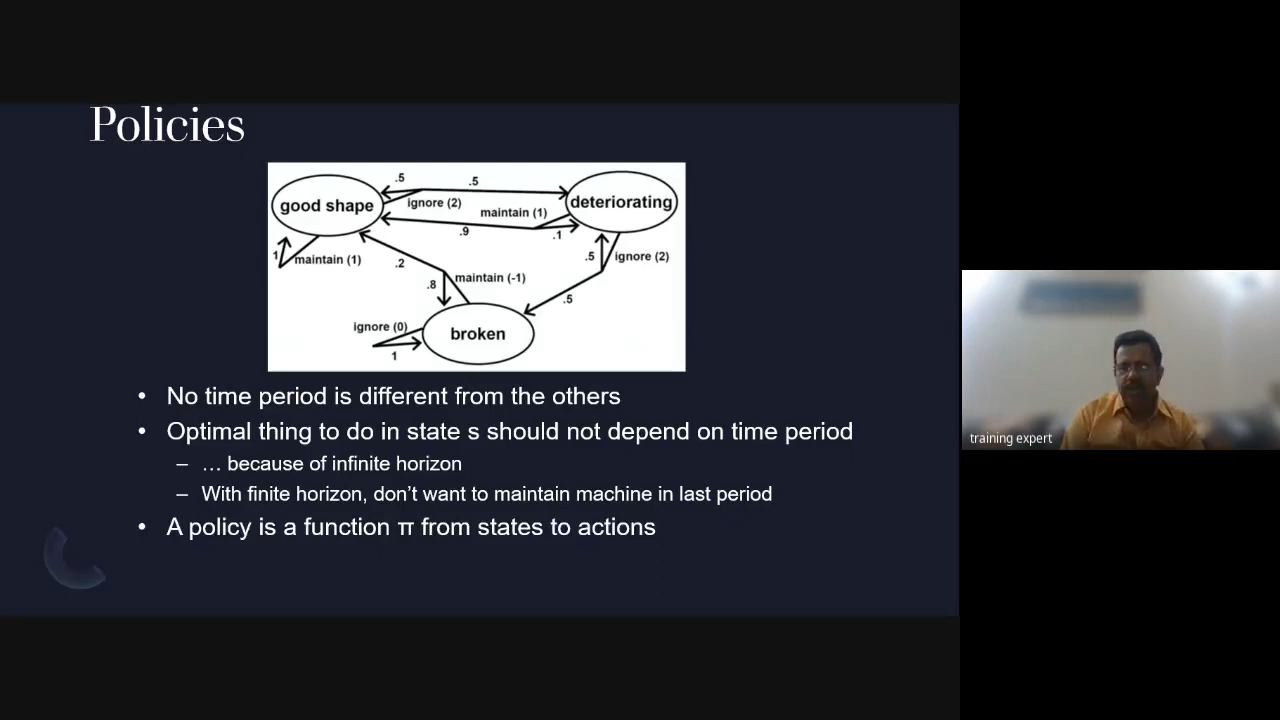 Policies
.5
.5
good shape
deteriorating
ignore (2)
maintain (1)
.9
.1
1
maintain (1)
.2
.5
ignore (2)
.8
maintain (-1)
.5
ignore (0)
broken
1
• No time period is different from the others
• Optimal thing to do in state s should not depend on time period
– … because of infinite horizon
– With finite horizon, don’t want to maintain machine in last period
• A policy is a function π from states to actions
training expert